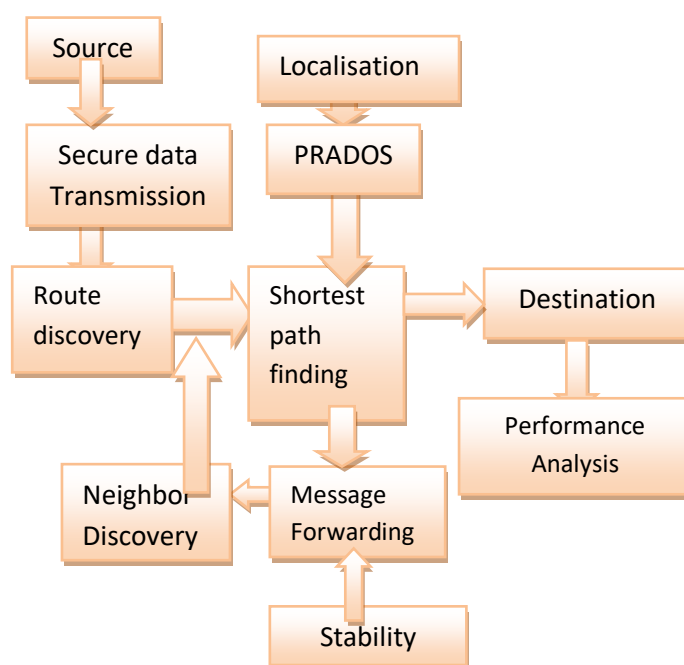 Source
Localisation
Secure data
Transmission
PRADOS
Route
discovery
Shortest
path
finding
Destination
Performance
Analysis
Neighbor
Discovery
Message
Forwarding
Stability